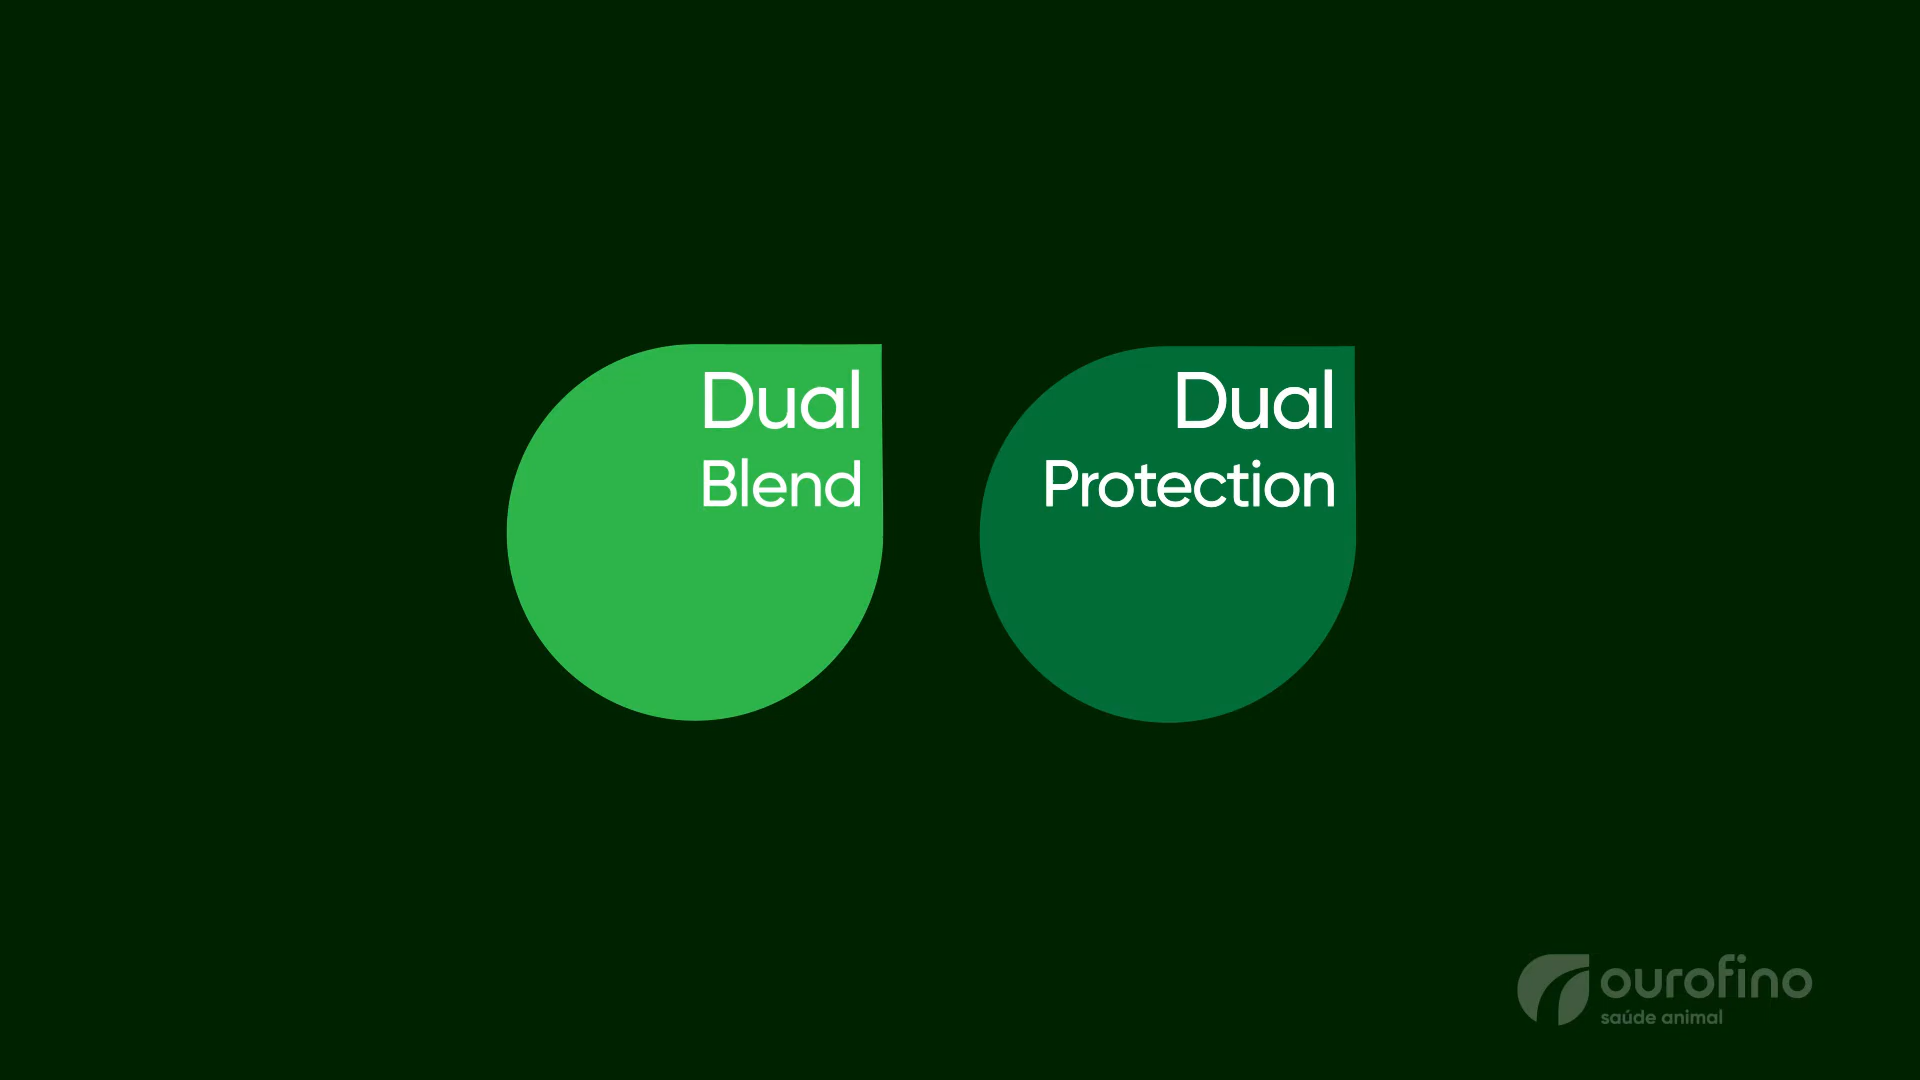 Dual
Blend
Dual
Protection
ourofino
saúde animal